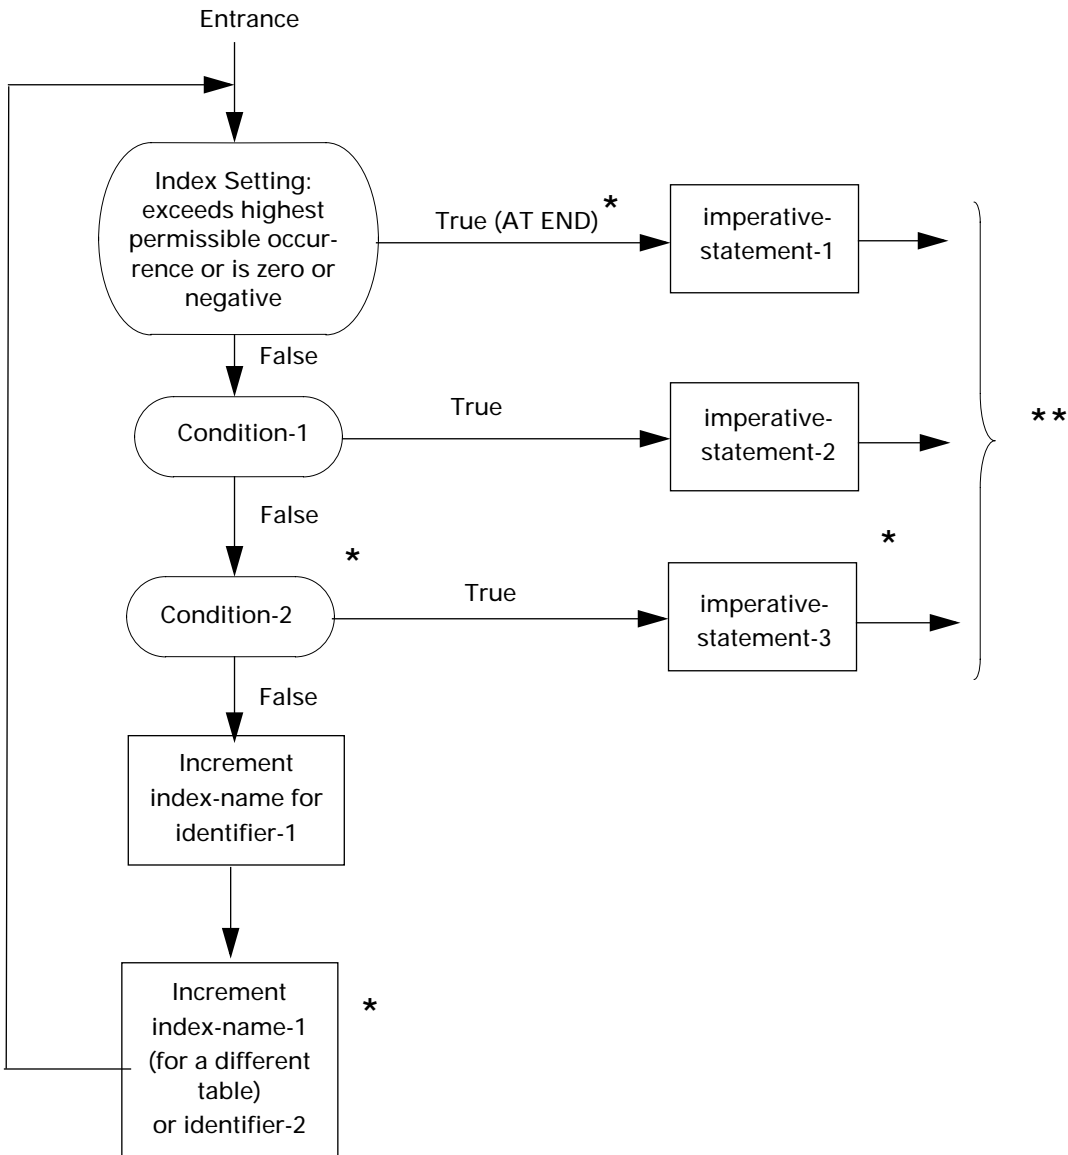 Entrance
Index Setting:
exceeds highest
permissible occur-
rence or is zero or
negative
True (AT END)
*
imperative-
statement-1
False
Condition-1
True
imperative-
statement-2
**
False
*
Condition-2
True
*
imperative-
statement-3
False
Increment
index-name for
identifier-1
Increment
index-name-1
(for a different
table)
or identifier-2
*